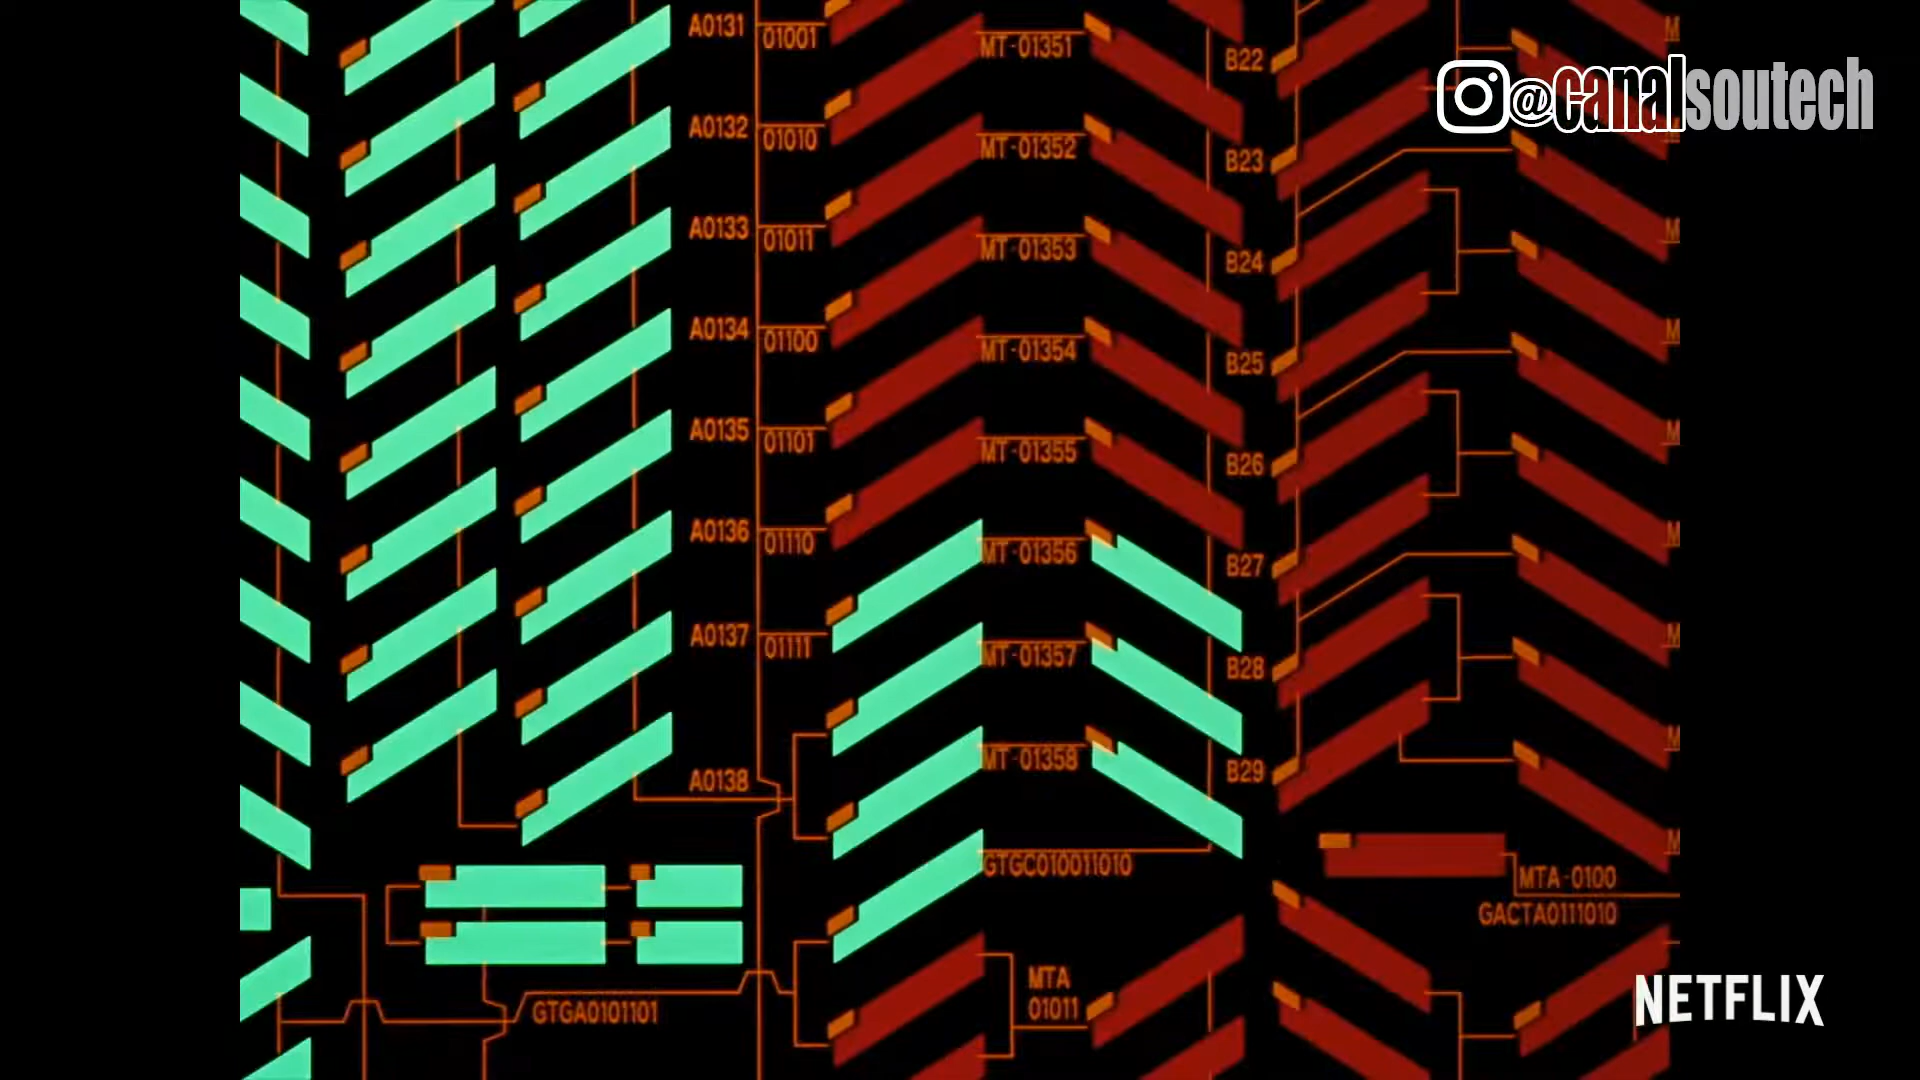 @canalsoutech
A0131
01001
MT-01351
B22
M
A0132
01010
MT-01352
B23
A0133
01011
MT-01353
B24
M
A0134
01100
MT-01354
B25
M
A0135
01101
MT-01355
B26
M
A0136
01110
MT-01356
B27
M
A0137
01111
MT-01357
B28
M
A0138
MT-01358
B29
M
GTGC010011010
MTA-0100
M
GACTA0111010
MTA
01011
GTGA0101101
NETFLIX